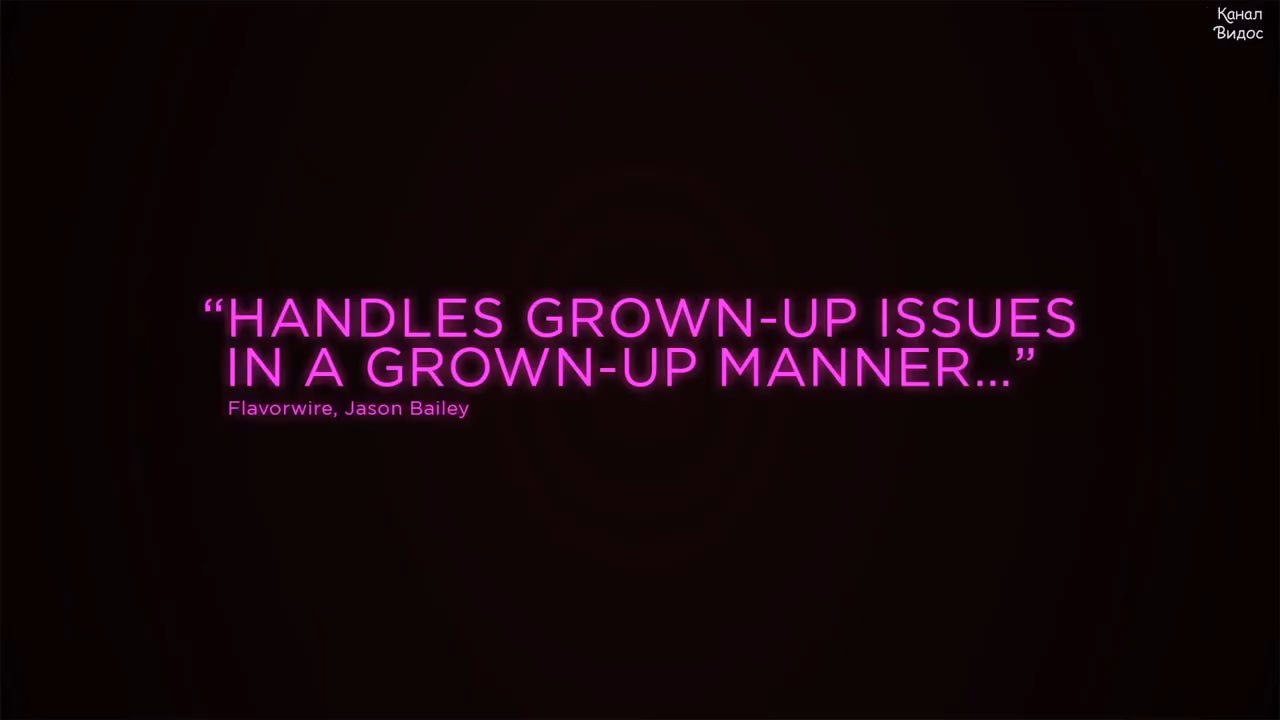 Канал
Видос
“HANDLES GROWN-UP ISSUES
IN A GROWN-UP MANNER...”
Flavorwire, Jason Bailey